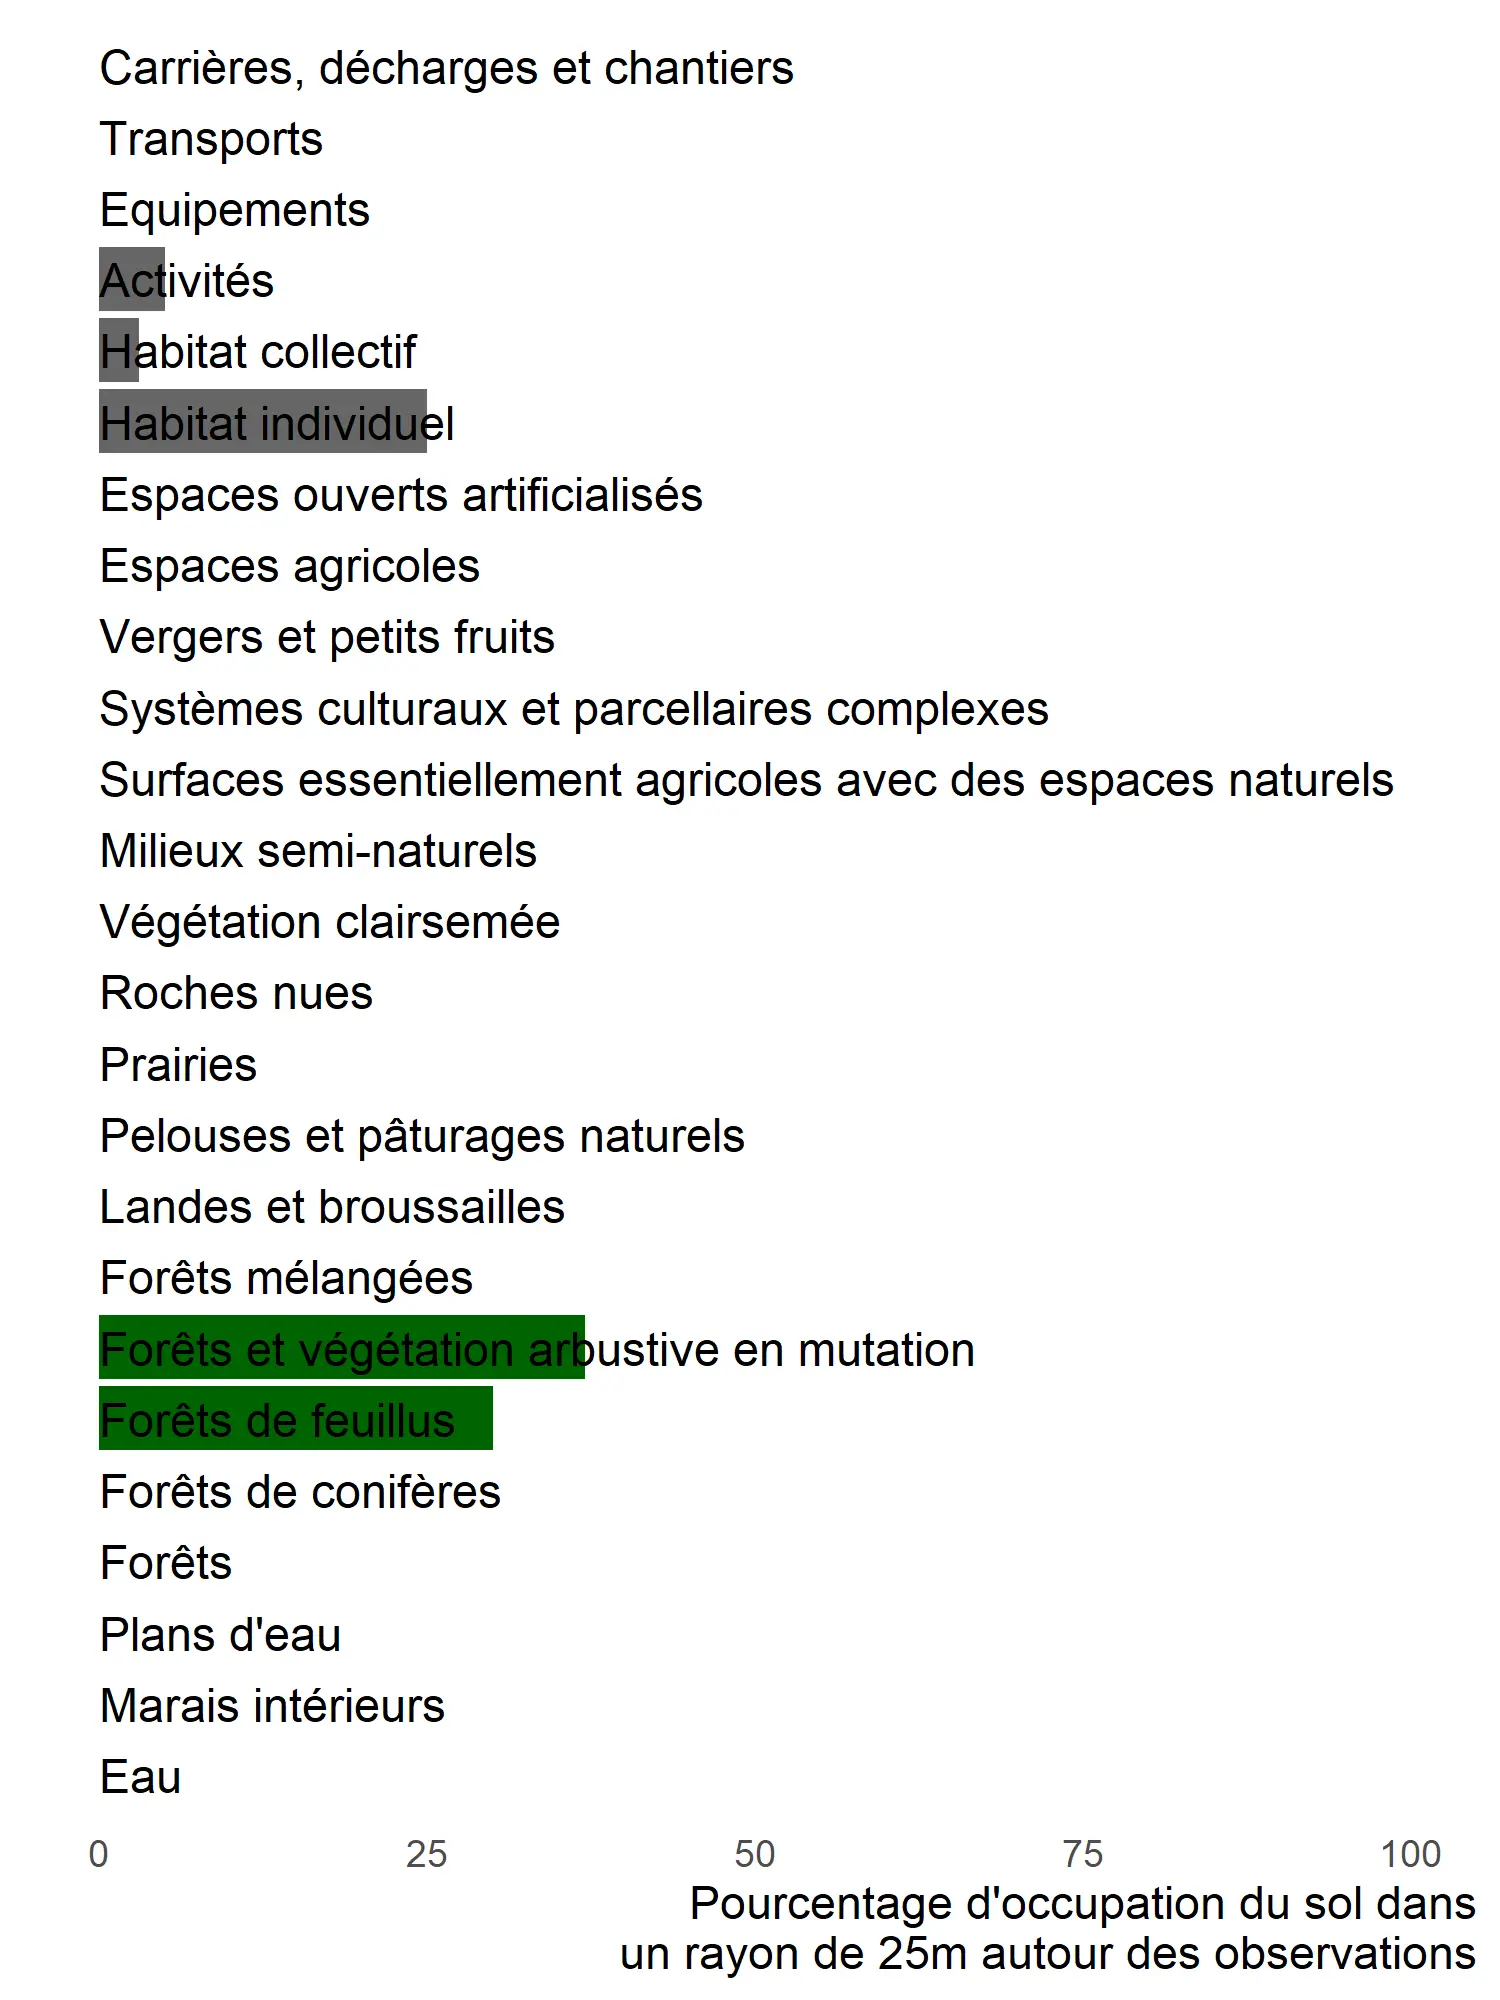 Carrières, décharges et chantiers
Transports
Equipements
Activités
Habitat collectif
Habitat individuel
Espaces ouverts artificialisés
Espaces agricoles
Vergers et petits fruits
Systèmes culturaux et parcellaires complexes
Surfaces essentiellement agricoles avec des espaces naturels
Milieux semi-naturels
Végétation clairsemée
Roches nues
Prairies
Pelouses et pâturages naturels
Landes et broussailles
Forêts mélangées
Forêts et végétation arbustive en mutation
Forêts de feuillus
Forêts de conifères
Forêts
Plans d'eau
Marais intérieurs
Eau
0 25 50 75 100
Pourcentage d'occupation du sol dans
un rayon de 25m autour des observations